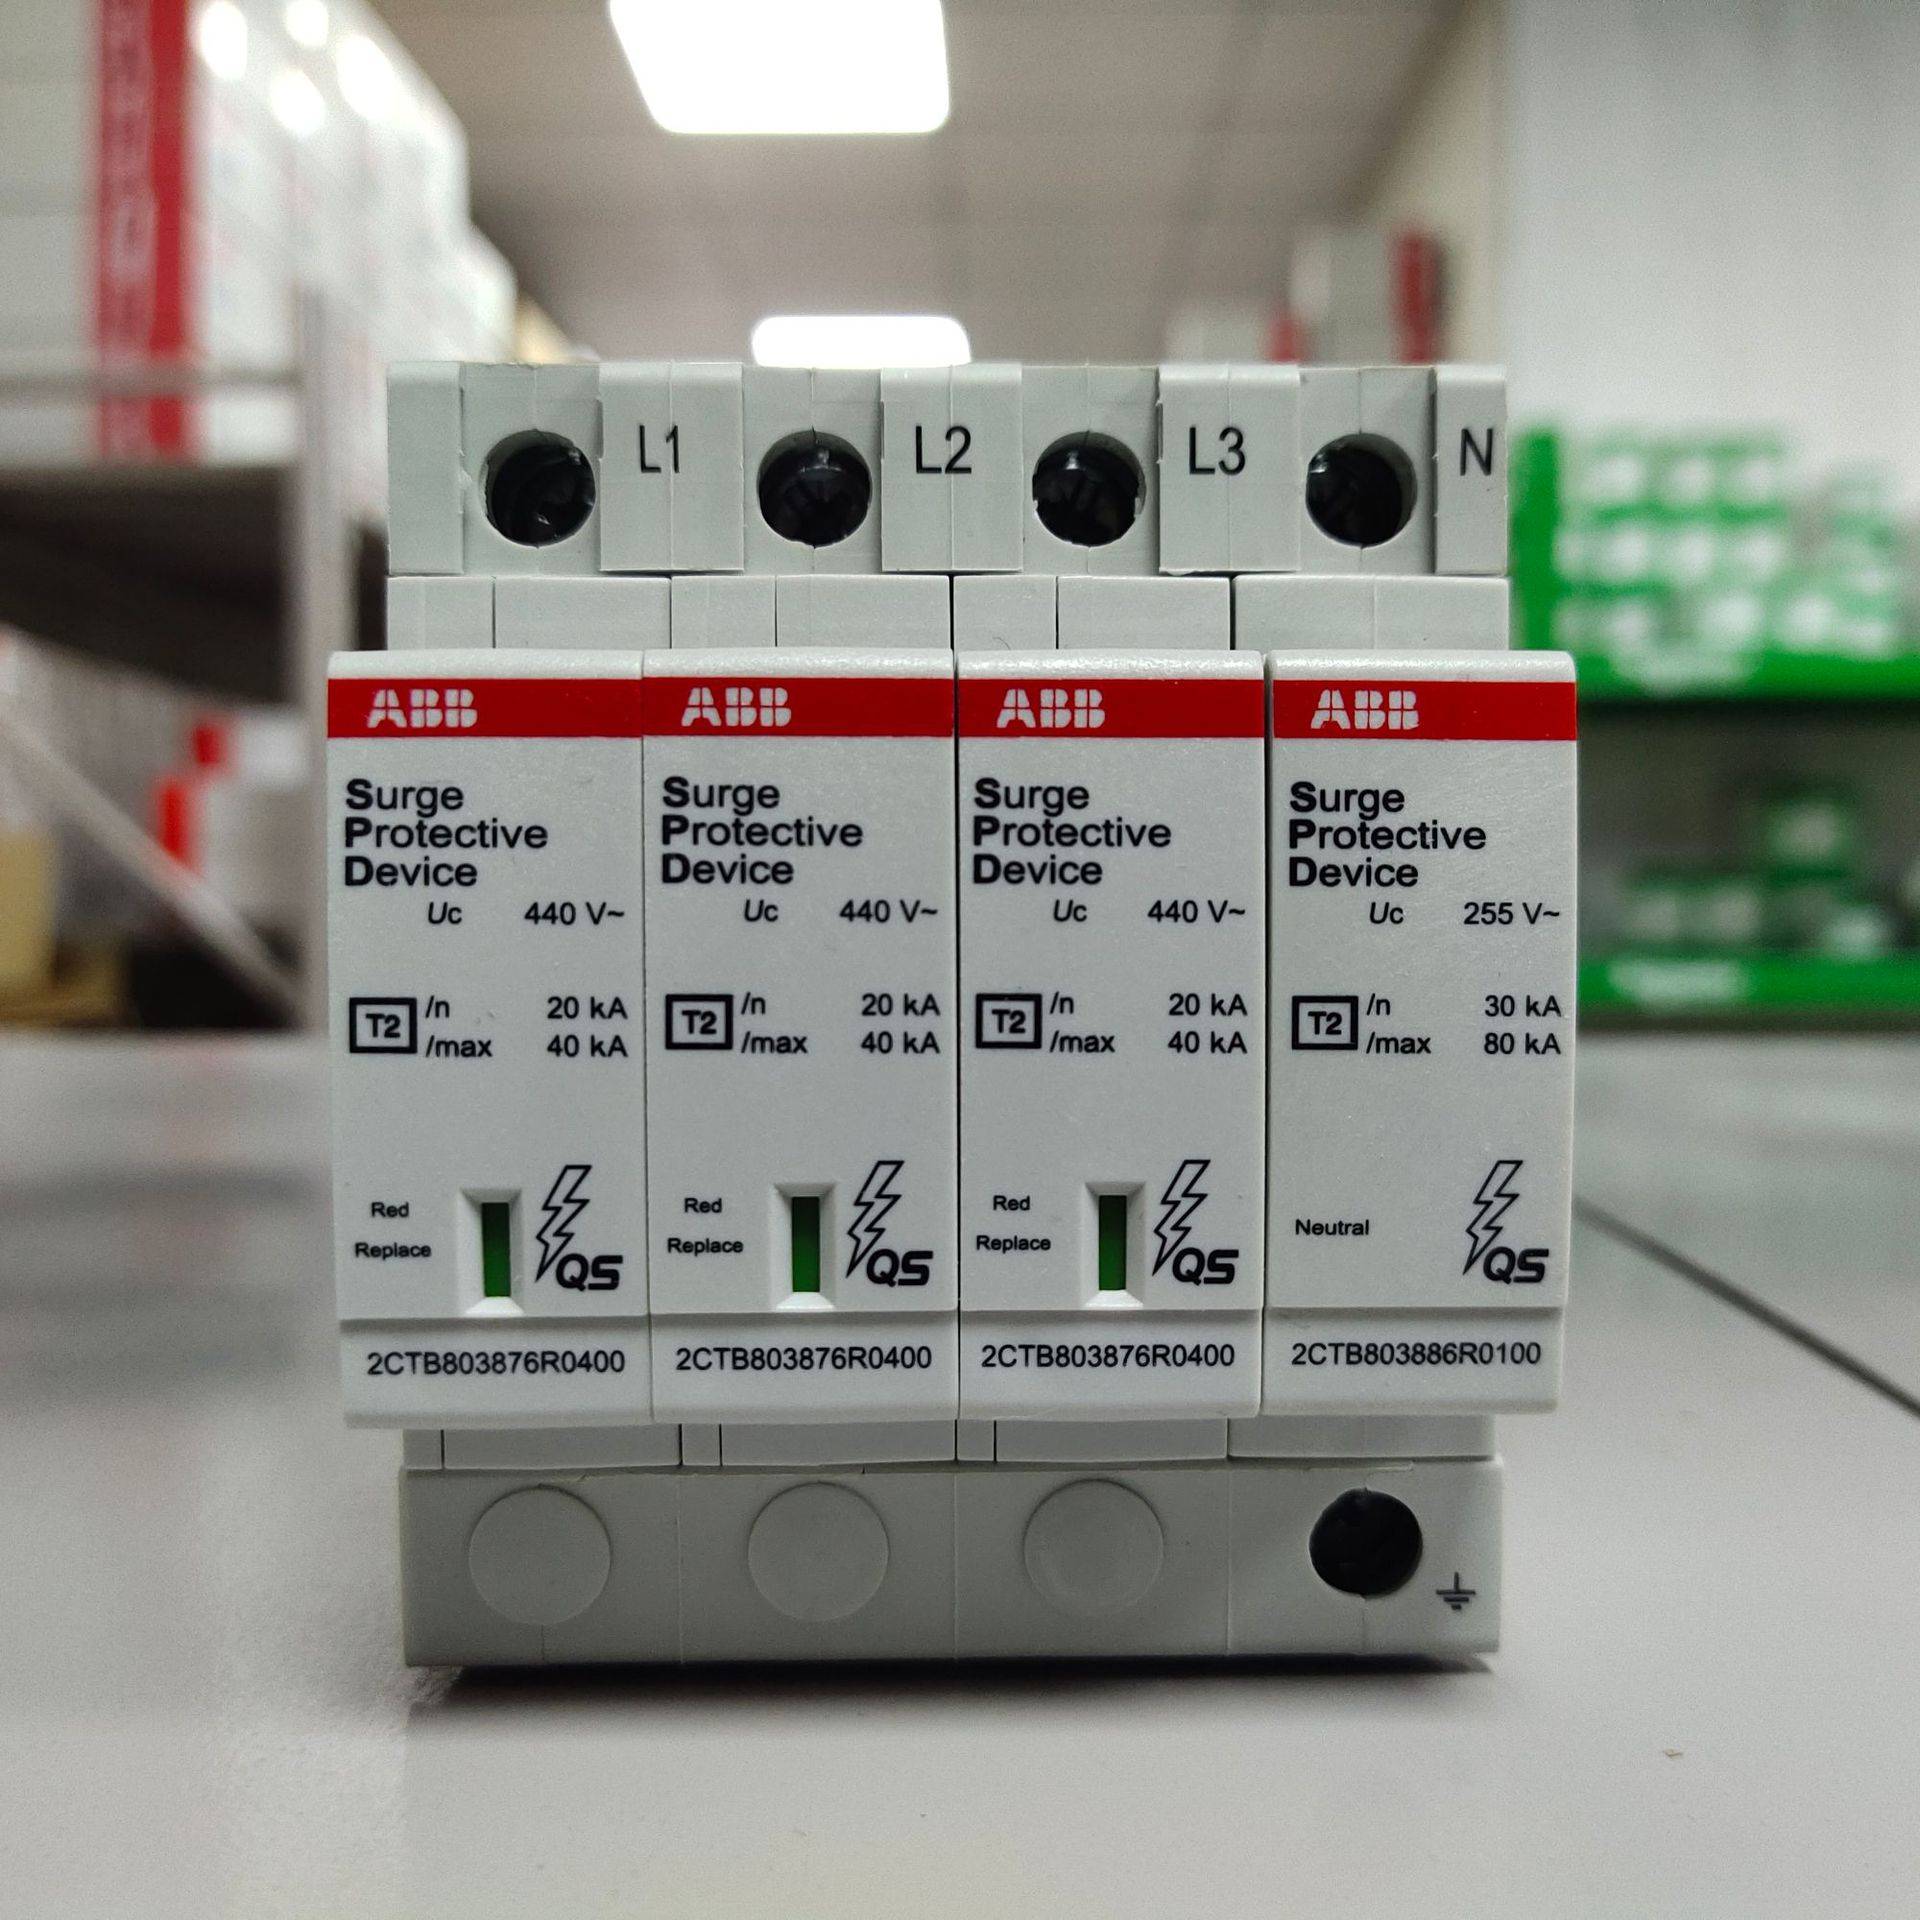 L1 L2 L3 N
ABB
Surge
Protective
Device
Uc 440 V~
T2 /n 20 kA
/max 40 kA
Red
Replace
QS
2CTB803876R0400
ABB
Surge
Protective
Device
Uc 440 V~
T2 /n 20 kA
/max 40 kA
Red
Replace
QS
2CTB803876R0400
ABB
Surge
Protective
Device
Uc 440 V~
T2 /n 20 kA
/max 40 kA
Red
Replace
QS
2CTB803876R0400
ABB
Surge
Protective
Device
Uc 255 V~
T2 /n 30 kA
/max 80 kA
Neutral
QS
2CTB803886R0100